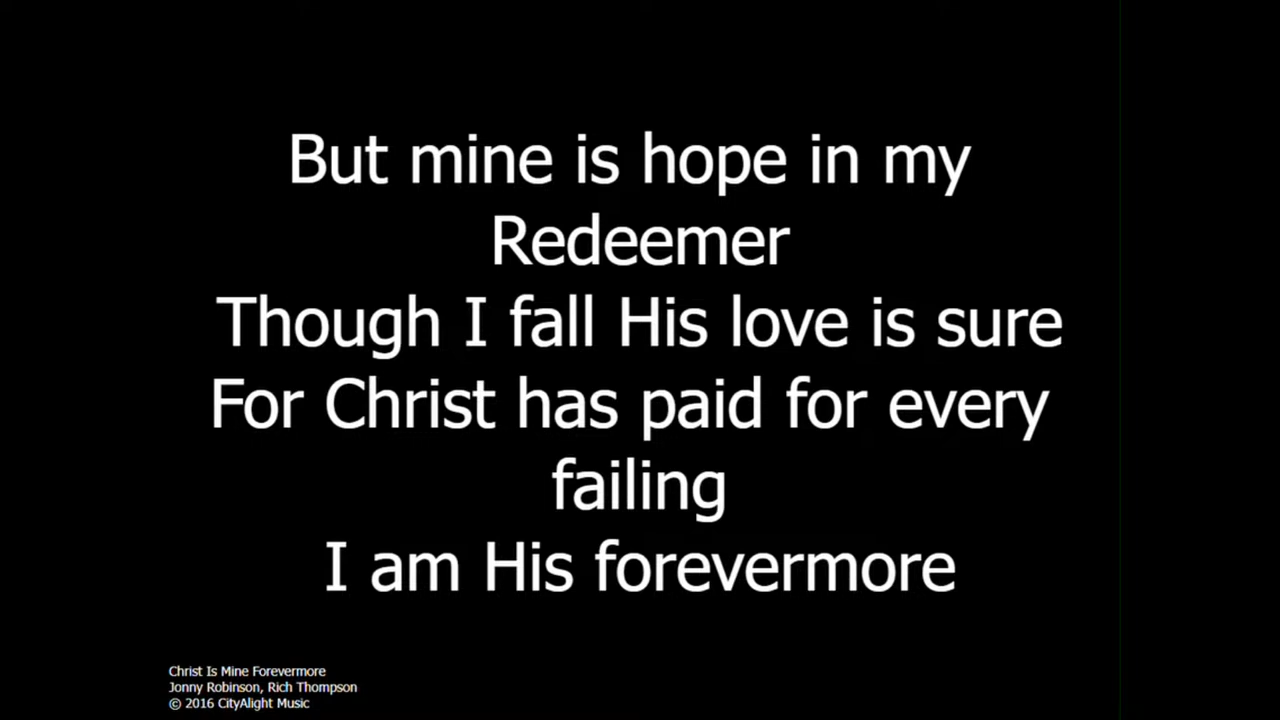 But mine is hope in my
Redeemer
Though I fall His love is sure
For Christ has paid for every
failing
I am His forevermore
Christ Is Mine Forevermore
Jonny Robinson, Rich Thompson
© 2016 CityAlight Music